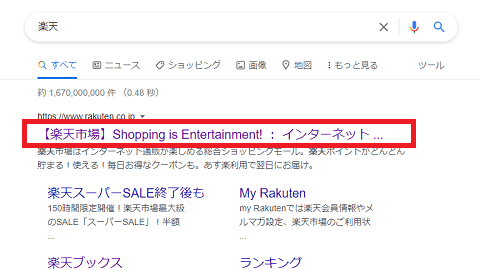 楽天
すべて ニュース ショッピング 画像 地図 もっと見る ツール
約 1,670,000,000 件 （0.48 秒）
https://www.rakuten.co.jp
【楽天市場】Shopping is Entertainment! ： インターネット ...
楽天市場はインターネット通販が楽しめる総合ショッピングモール。楽天ポイントがどんどん
貯まる！使える！毎日お得なクーポンも。あす楽利用で翌日にお届け。
楽天スーパーSALE終了後も
150時間限定開催！楽天市場最大級
のSALE「スーパーSALE」！半額
...
My Rakuten
my Rakutenでは楽天会員情報やメ
ルマガ設定、楽天市場のご利用状
...
楽天ブックス
ランキング